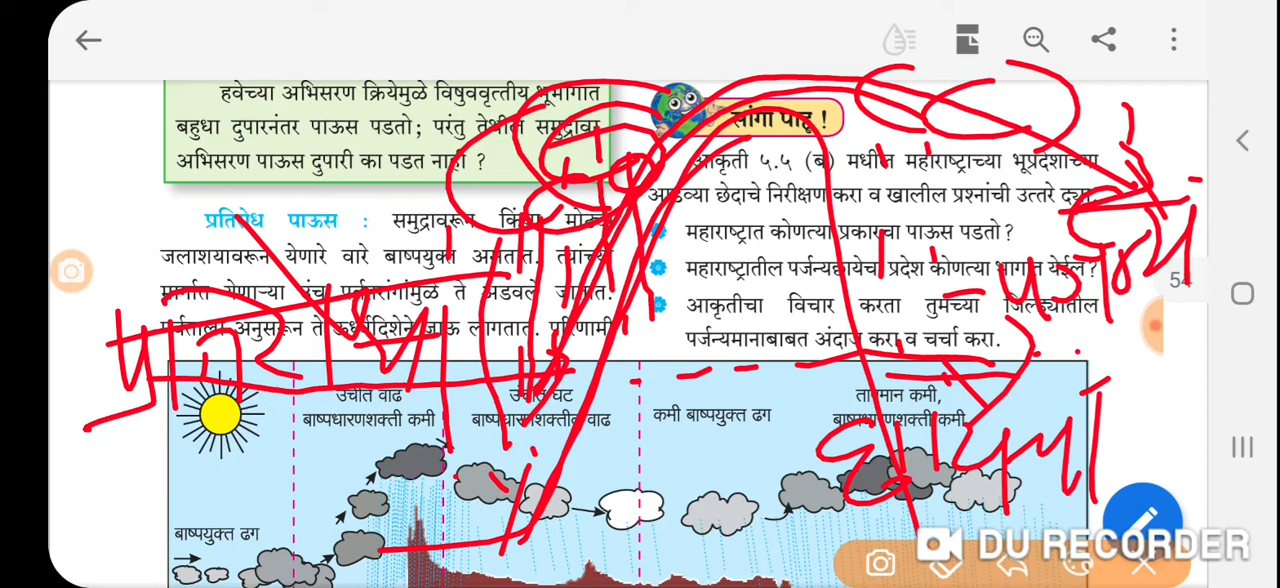 हवेच्या अभिसरण क्रियेमुळे विषुववृत्तीय भूभागात
बहुधा दुपारनंतर पाऊस पडतो; परंतु तेथील समुद्रावर
अभिसरण पाऊस दुपारी का पडत नाही ?
प्रतिरोध पाऊस : समुद्रावरून किंवा मोठ्या
जलाशयावरून येणारे वारे बाष्पयुक्त असतात. त्यांच्या
मार्गात येणाऱ्या उंच पर्वतरांगांमुळे ते अडवले जातात.
पर्वताला अनुसरून ते ऊर्ध्वदिशेने जाऊ लागतात. परिणामी
सांगा पाहू !
आकृती ५.५ (ब) मधील महाराष्ट्राच्या भूप्रदेशाच्या
आडव्या छेदाचे निरीक्षण करा व खालील प्रश्नांची उत्तरे द्या.
महाराष्ट्रात कोणत्या प्रकारचा पाऊस पडतो?
महाराष्ट्रातील पर्जन्यछायेचा प्रदेश कोणत्या भागात येईल?
आकृतीचा विचार करता तुमच्या जिल्ह्यातील
पर्जन्यमानाबाबत अंदाज करा व चर्चा करा.
54
उंचीत वाढ
बाष्पधारणशक्ती कमी
उंचीत घट
बाष्पधारणशक्तीत वाढ
कमी बाष्पयुक्त ढग
तापमान कमी,
बाष्पधारणशक्ती कमी
बाष्पयुक्त ढग
DU RECORDER